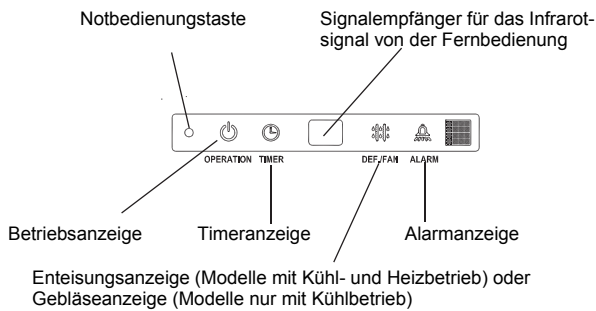 Notbedienungstaste
Signalempfänger für das Infrarot-
signal von der Fernbedienung
OPERATION TIMER DEF./FAN ALARM
Betriebsanzeige Timeranzeige Alarmanzeige
Enteisungsanzeige (Modelle mit Kühl- und Heizbetrieb) oder
Gebläseanzeige (Modelle nur mit Kühlbetrieb)